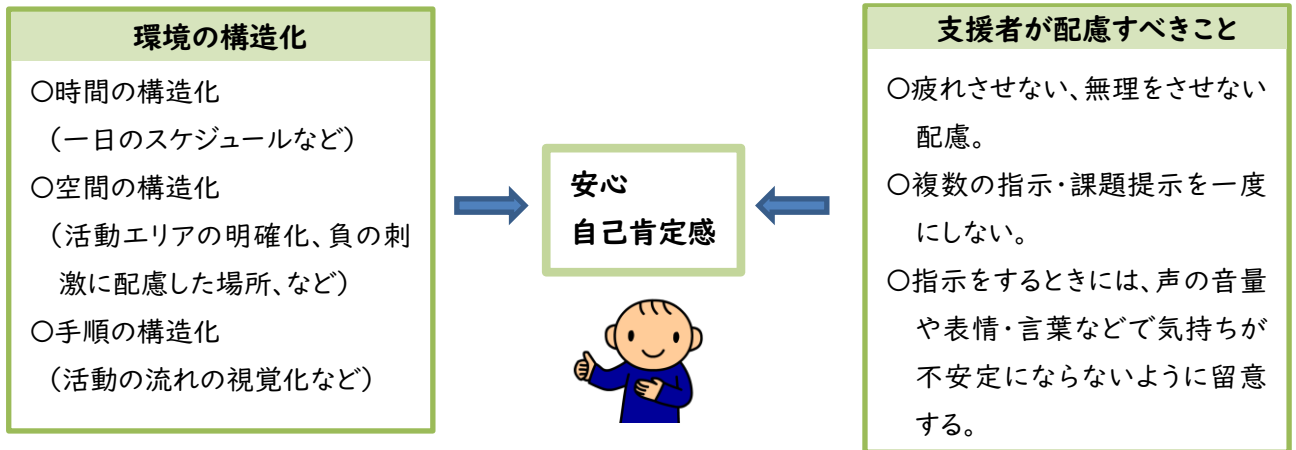 環境の構造化
〇時間の構造化
（一日のスケジュールなど）
〇空間の構造化
（活動エリアの明確化、負の刺
激に配慮した場所、など）
〇手順の構造化
（活動の流れの視覚化など）
安心
自己肯定感
支援者が配慮すべきこと
〇疲れさせない、無理をさせない
配慮。
〇複数の指示・課題提示を一度
にしない。
〇指示をするときには、声の音量
や表情・言葉などで気持ちが
不安定にならないように留意
する。